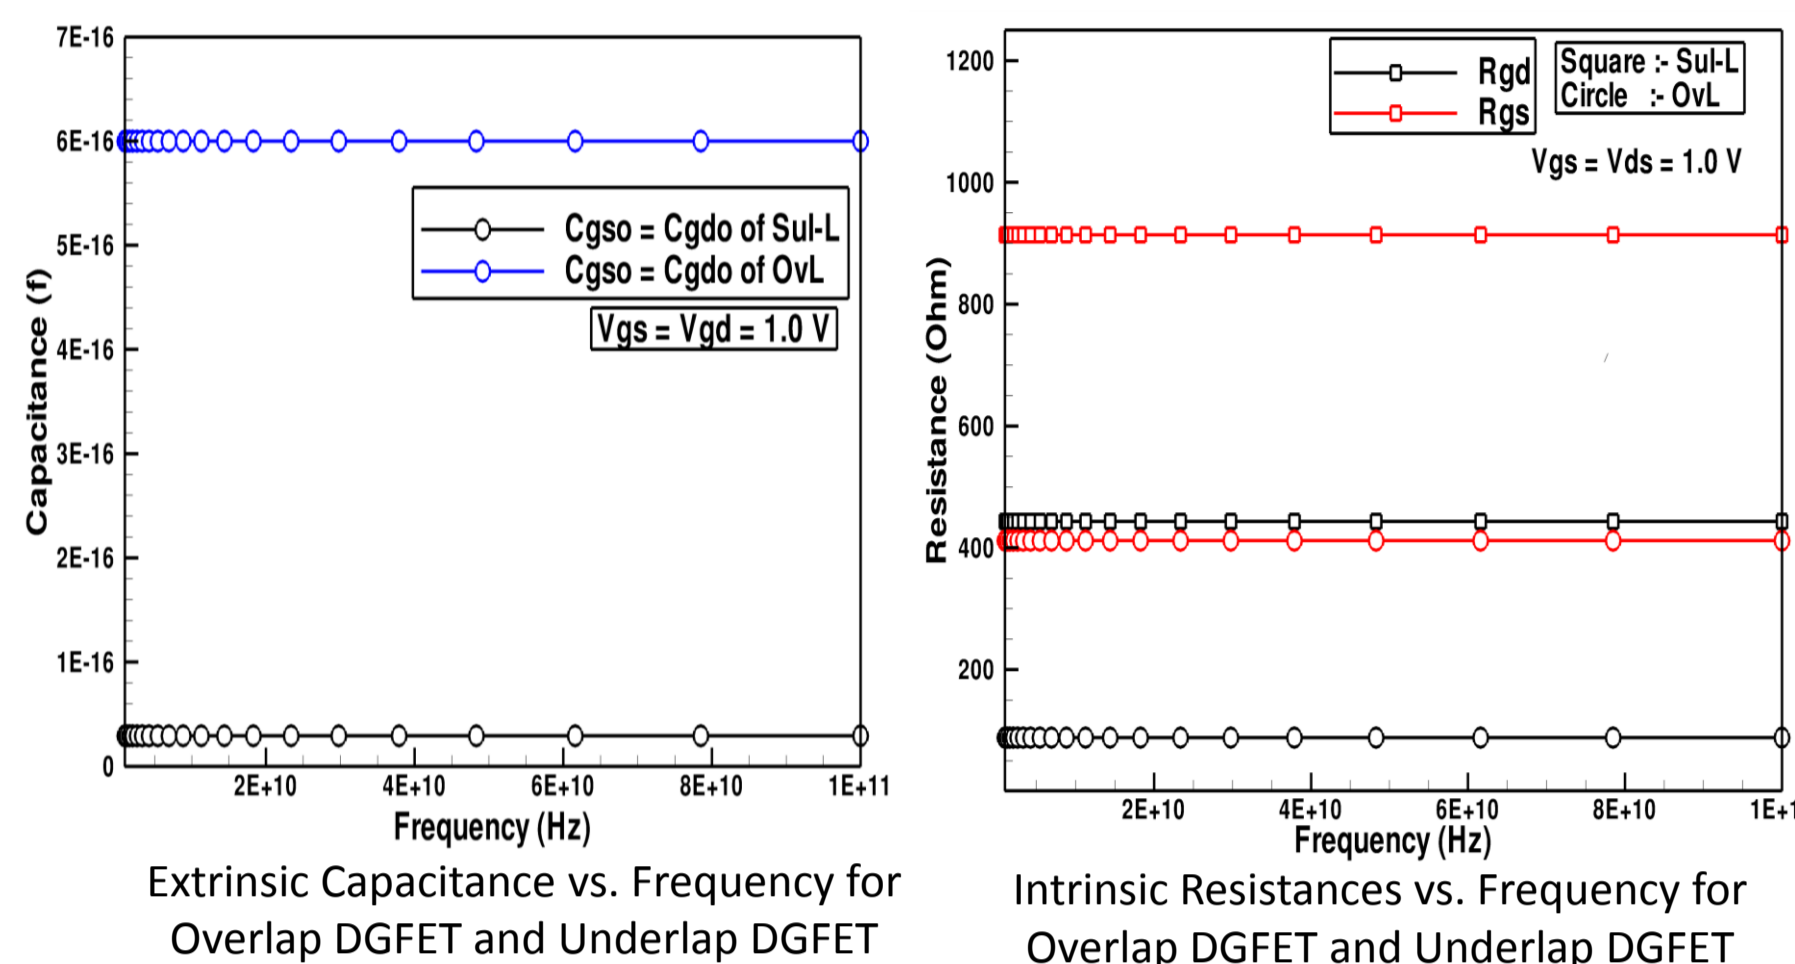 7E-16
6E-16
5E-16
4E-16
3E-16
2E-16
1E-16
0
Capacitance (f)
Cgso = Cgdo of Sul-L
Cgso = Cgdo of OvL
Vgs = Vgd = 1.0 V
2E+10 4E+10 6E+10 8E+10 1E+11
Frequency (Hz)
Extrinsic Capacitance vs. Frequency for
Overlap DGFET and Underlap DGFET
1200
1000
800
600
400
200
Resistance (Ohm)
Rgd
Rgs
Square :- Sul-L
Circle :- OvL
Vgs = Vds = 1.0 V
2E+10 4E+10 6E+10 8E+10 1E+1
Frequency (Hz)
Intrinsic Resistances vs. Frequency for
Overlap DGFET and Underlap DGFET